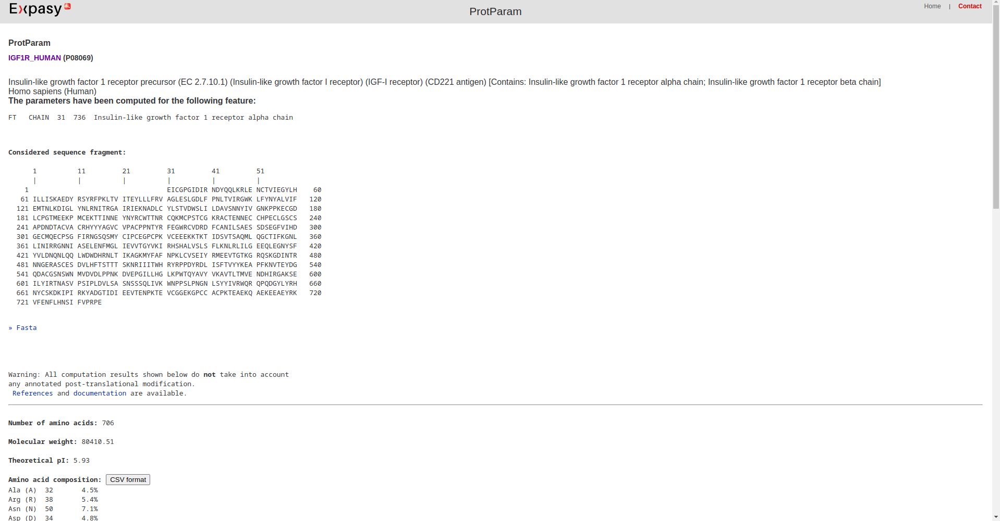 Expasy
ProtParam
Home | Contact
ProtParam
IGF1R_HUMAN (P08069)
Insulin-like growth factor 1 receptor precursor (EC 2.7.10.1) (Insulin-like growth factor I receptor) (IGF-I receptor) (CD221 antigen) [Contains: Insulin-like growth factor 1 receptor alpha chain; Insulin-like growth factor 1 receptor beta chain]
Homo sapiens (Human)
The parameters have been computed for the following feature:
FT   CHAIN  31  736  Insulin-like growth factor 1 receptor alpha chain
Considered sequence fragment:
1          11         21         31         41         51
|          |          |          |          |          |
1                                  EICGPGIDIR NDYQQLKRLE NCTVIEGYLH    60
61 ILLISKAEDY RSYRFPKLTV ITEYLLLFRV AGLESLGDLF PNLTVIRGWK LFYNYALVIF   120
121 EMTNLKDIGL YNLRNITRGA IRIEKNADLC YLSTVDWSLI LDAVSNNYIV GNKPPKECGD   180
181 LCPGTMEEKP MCEKTTINNE YNYRCWTTNR CQKMCPSTCG KRACTENNEC CHPECLGSCS   240
241 APDNDTACVA CRHYYYAGVC VPACPPNTYR FEGWRCVDRD FCANILSAES SDSEGFVIHD   300
301 GECMQECPSG FIRNGSQSMY CIPCEGPCPK VCEEEKKTKT IDSVTSAQML QGCTIFKGNL   360
361 LINIRRGNNI ASELENFMGL IEVVTGYVKI RHSHALVSLS FLKNLRLILG EEQLEGNYSF   420
421 YVLDNQNLQQ LWDWDHRNLT IKAGKMYFAF NPKLCVSEIY RMEEVTGTKG RQSKGDINTR   480
481 NNGERASCES DVLHFTSTTT SKNRIIITWH RYRPPDYRDL ISFTVYYKEA PFKNVTEYDG   540
541 QDACGSNSWN MVDVDLPPNK DVEPGILLHG LKPWTQYAVY VKAVTLTMVE NDHIRGAKSE   600
601 ILYIRTNASV PSIPLDVLSA SNSSSQLIVK WNPPSLPNGN LSYYIVRWQR QPQDGYLYRH   660
661 NYCSKDKIPI RKYADGTIDI EEVTENPKTE VCGGEKGPCC ACPKTEAEKQ AEKEEAEYRK   720
721 VFENFLHNSI FVPRPE
» Fasta
Warning: All computation results shown below do not take into account
any annotated post-translational modification.
References and documentation are available.
Number of amino acids: 706
Molecular weight: 80410.51
Theoretical pI: 5.93
Amino acid composition: CSV format
Ala (A)  32       4.5%
Arg (R)  38       5.4%
Asn (N)  50       7.1%
Asp (D)  34       4.8%